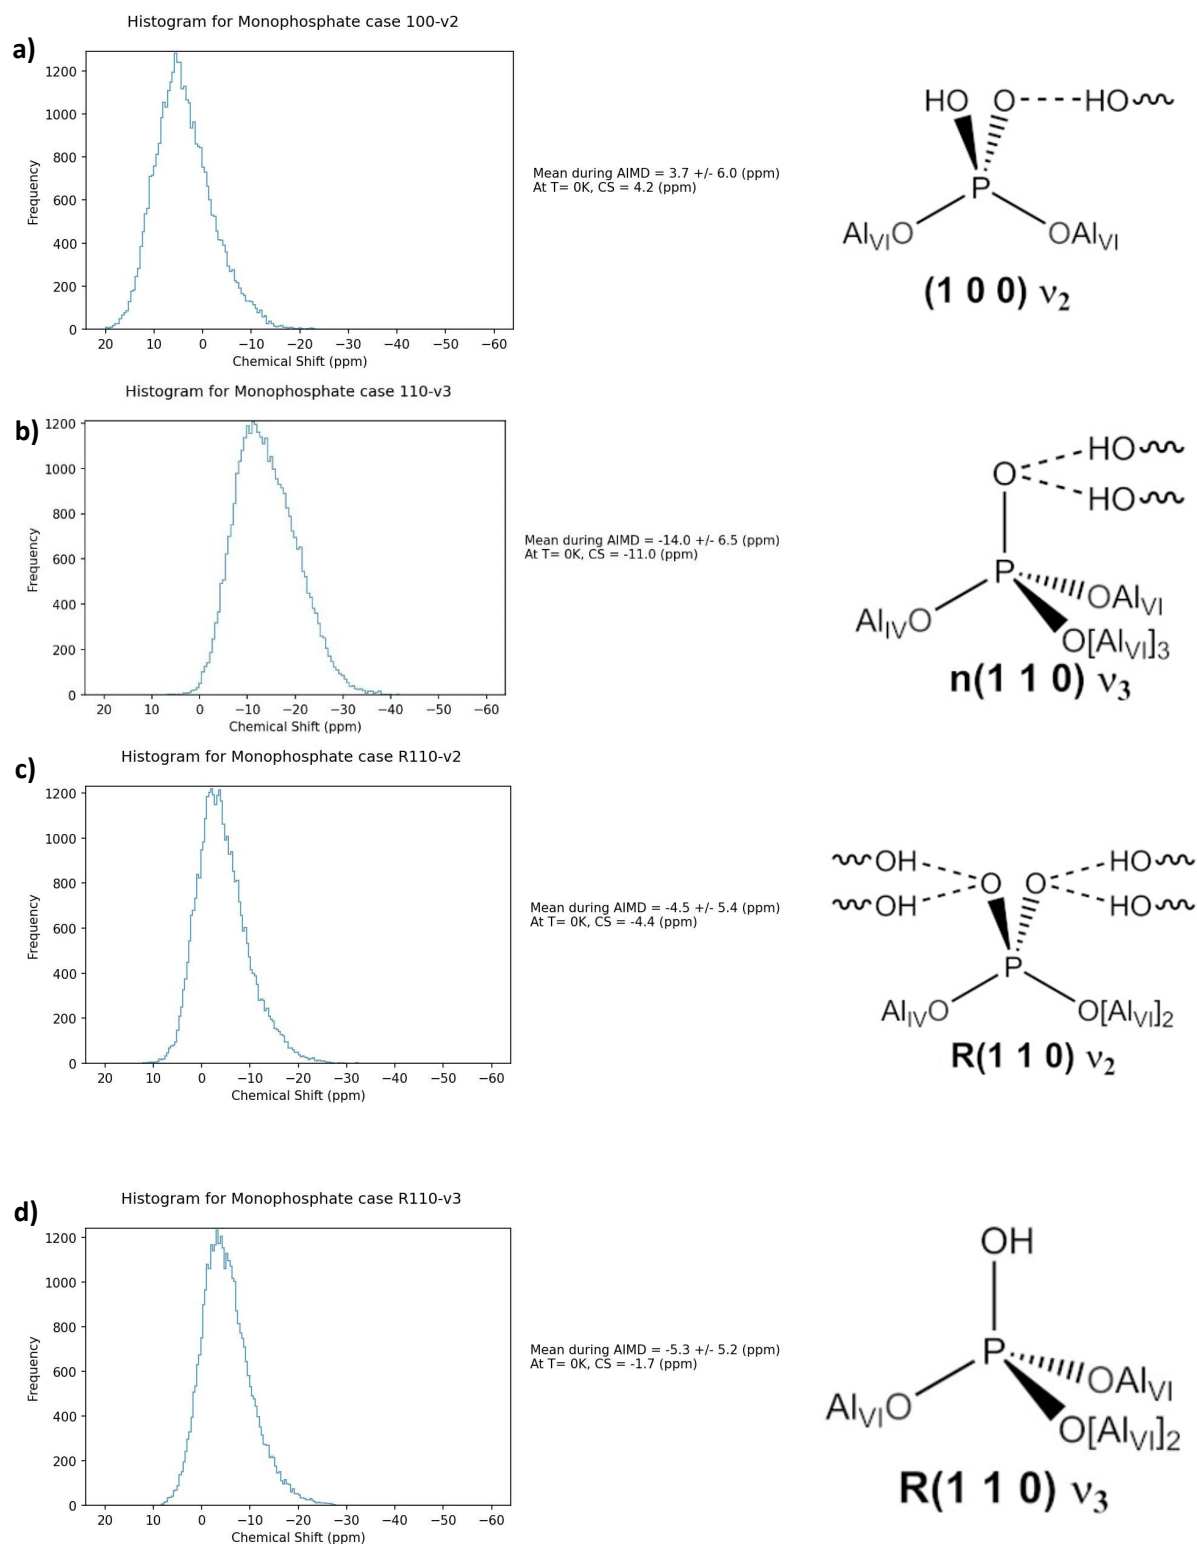 Histogram for Monophosphate case 100-v2
a)
1200
1000
800
600
400
200
0
Frequency
20 10 0 −10 −20 −30 −40 −50 −60
Chemical Shift (ppm)
Mean during AIMD = 3.7 +/- 6.0 (ppm)
At T= 0K, CS = 4.2 (ppm)
HO O HO
P
AlVIO OAlVI
(1 0 0) ν2
Histogram for Monophosphate case 110-v3
b)
1200
1000
800
600
400
200
0
Frequency
20 10 0 −10 −20 −30 −40 −50 −60
Chemical Shift (ppm)
Mean during AIMD = -14.0 +/- 6.5 (ppm)
At T= 0K, CS = -11.0 (ppm)
HO
O
HO
P
OAlVI
AlIVO
O[AlVI]3
n(1 1 0) ν3
Histogram for Monophosphate case R110-v2
c)
1200
1000
800
600
400
200
0
Frequency
20 10 0 −10 −20 −30 −40 −50 −60
Chemical Shift (ppm)
Mean during AIMD = -4.5 +/- 5.4 (ppm)
At T= 0K, CS = -4.4 (ppm)
OH HO
O O
OH HO
P
AlIVO O[AlVI]2
R(1 1 0) ν2
Histogram for Monophosphate case R110-v3
d)
1200
1000
800
600
400
200
0
Frequency
20 10 0 −10 −20 −30 −40 −50 −60
Chemical Shift (ppm)
Mean during AIMD = -5.3 +/- 5.2 (ppm)
At T= 0K, CS = -1.7 (ppm)
OH
P
OAlVI
AlVIO
O[AlVI]2
R(1 1 0) ν3